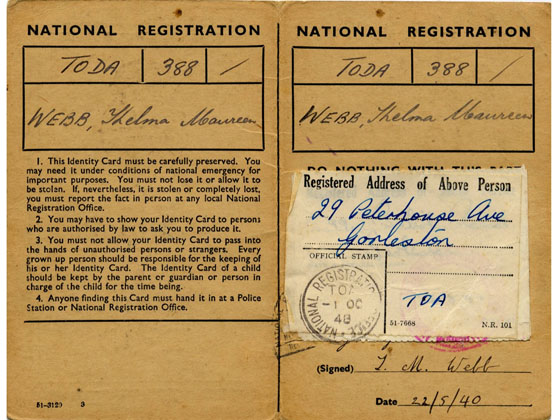 NATIONAL REGISTRATION
TODA 388 /
WEBB, Thelma Maureen
1. This Identity Card must be carefully preserved. You
may need it under conditions of national emergency for
important purposes. You must not lose it or allow it to
be stolen. If, nevertheless, it is stolen or completely lost,
you must report the fact in person at any local National
Registration Office.
2. You may have to show your Identity Card to persons
who are authorised by law to ask you to produce it.
3. You must not allow your Identity Card to pass into
the hands of unauthorised persons or strangers. Every
grown up person should be responsible for the keeping of
his or her Identity Card. The Identity Card of a child
should be kept by the parent or guardian or person in
charge of the child for the time being.
4. Anyone finding this Card must hand it in at a Police
Station or National Registration Office.
51-3129 3
NATIONAL REGISTRATION
TODA 388 /
WEBB, Thelma Maureen
DO NOTHING WITH THIS PART
Registered Address of Above Person
29 Peterhouse Ave
Gorleston
OFFICIAL STAMP
TOA
NATIONAL REGISTRATION OFFICE
TOA
-1 OC
48
51-7668 N.R. 101
(Signed) T. M. Webb
Date 22/5/40